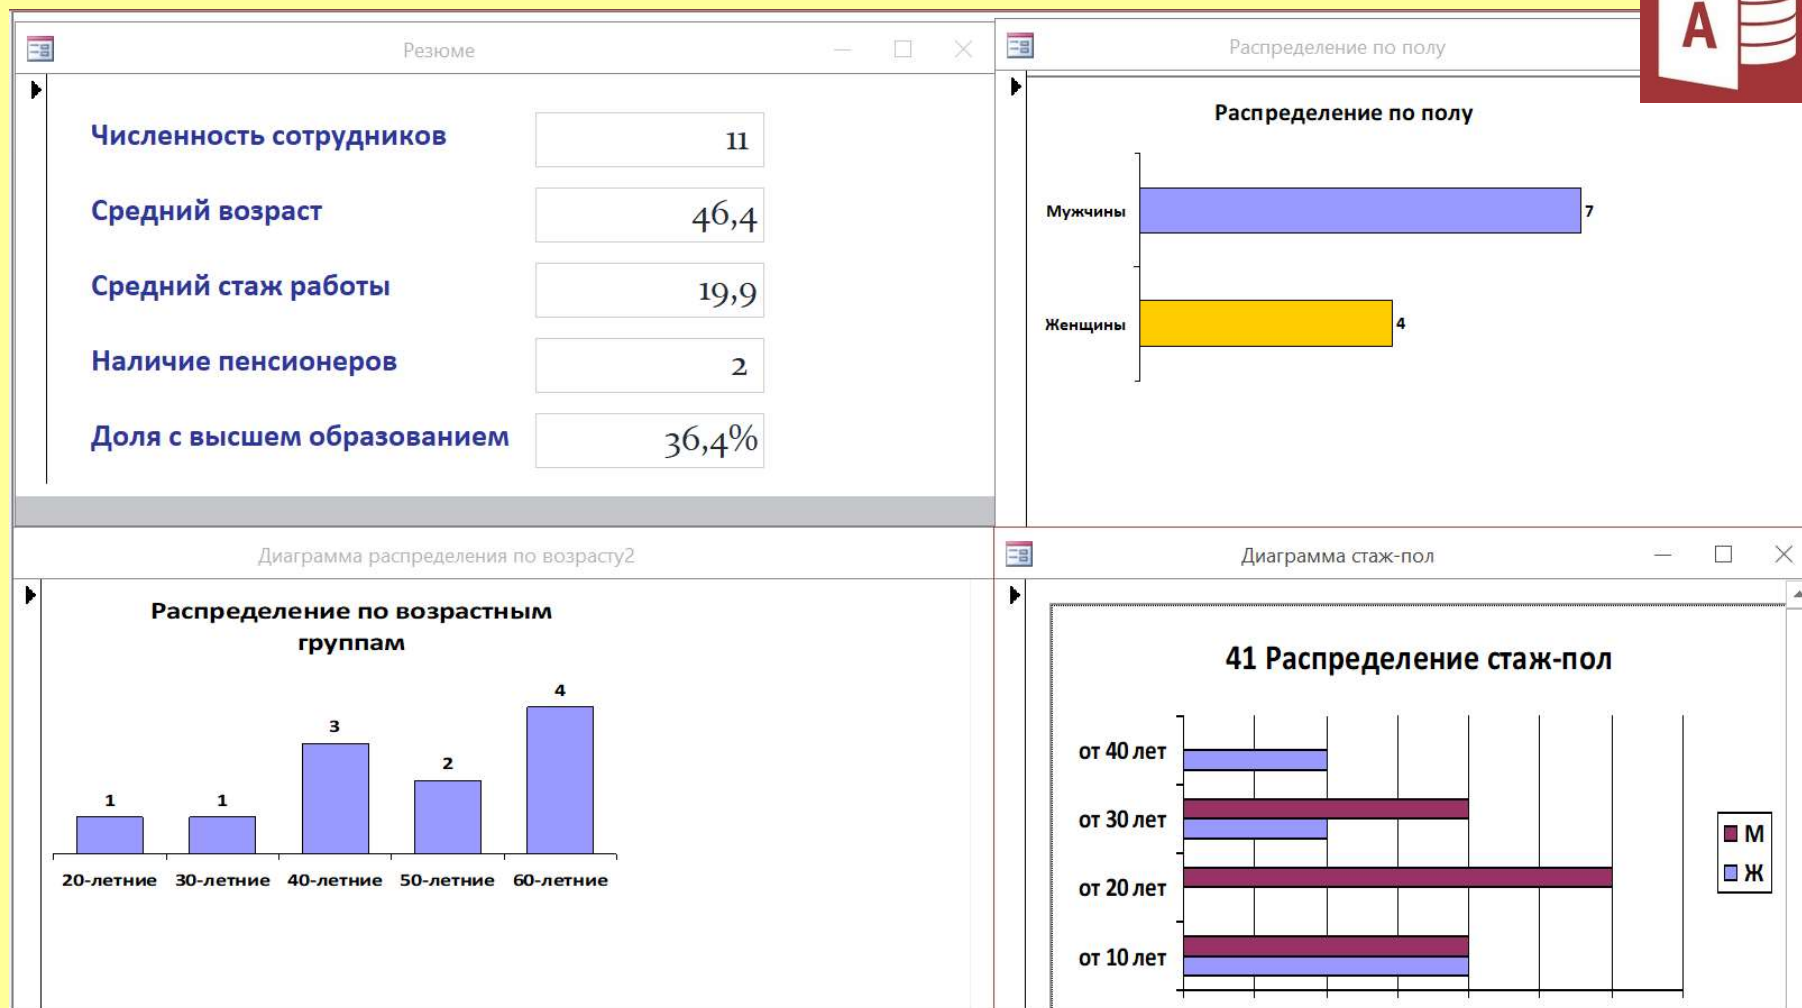 Резюме
Численность сотрудников 11
Средний возраст 46,4
Средний стаж работы 19,9
Наличие пенсионеров 2
Доля с высшем образованием 36,4%
Распределение по полу
A
Распределение по полу
Мужчины 7
Женщины 4
Диаграмма распределения по возрасту2
Распределение по возрастным
группам
1 1 3 2 4
20-летние 30-летние 40-летние 50-летние 60-летние
Диаграмма стаж-пол
41 Распределение стаж-пол
от 40 лет
от 30 лет
от 20 лет
от 10 лет
М
Ж